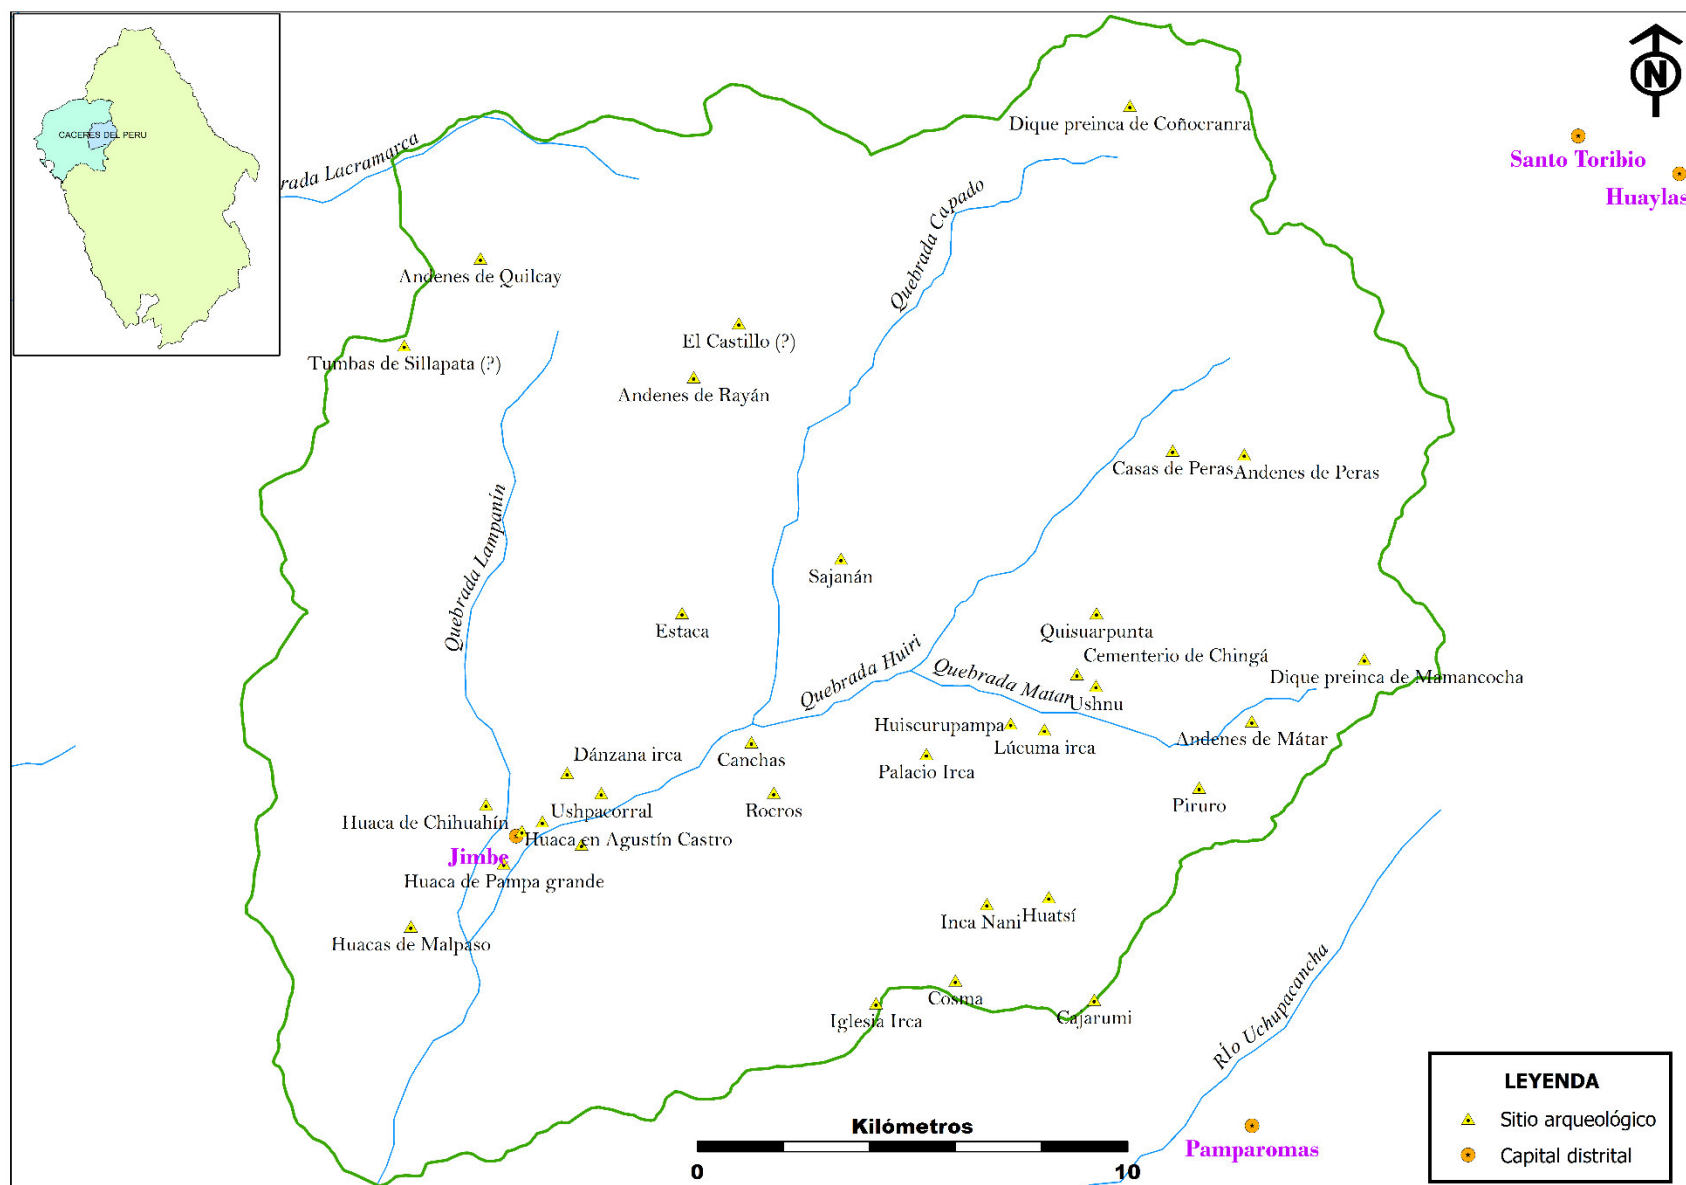 CACERES DEL PERU
N
Dique preinca de Coñocranra
Santo Toribio
Huaylas
rada Lacramarca
Quebrada Capado
Andenes de Quilcay
El Castillo (?)
Tumbas de Sillapata (?)
Andenes de Rayán
Casas de Peras
Andenes de Peras
Quebrada Lampanin
Sajanán
Estaca
Quisuarpunta
Cementerio de Chingá
Quebrada Huiri
Quebrada Matar
Dique preinca de Mamancocha
Ushnu
Huiscurupampa
Lúcuma irca
Andenes de Mátar
Dánzana irca
Canchas
Palacio Irca
Ushpacorral
Rocros
Piruro
Huaca de Chihuahín
Huaca en Agustín Castro
Jimbe
Huaca de Pampa grande
Inca Nani
Huatsí
Huacas de Malpaso
Cosma
Iglesia Irca
Cajarumi
RÍo Uchupacancha
Kilómetros
0
10
Pamparomas
LEYENDA
Sitio arqueológico
Capital distrital